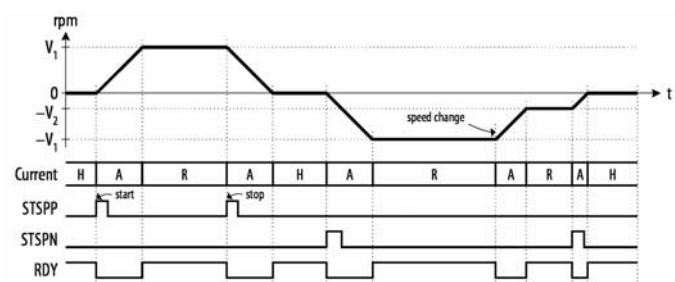 rpm
V1
0
t
−V2
speed change
−V1
Current H A R A H A R A R A H
start stop
STSPP
STSPN
RDY